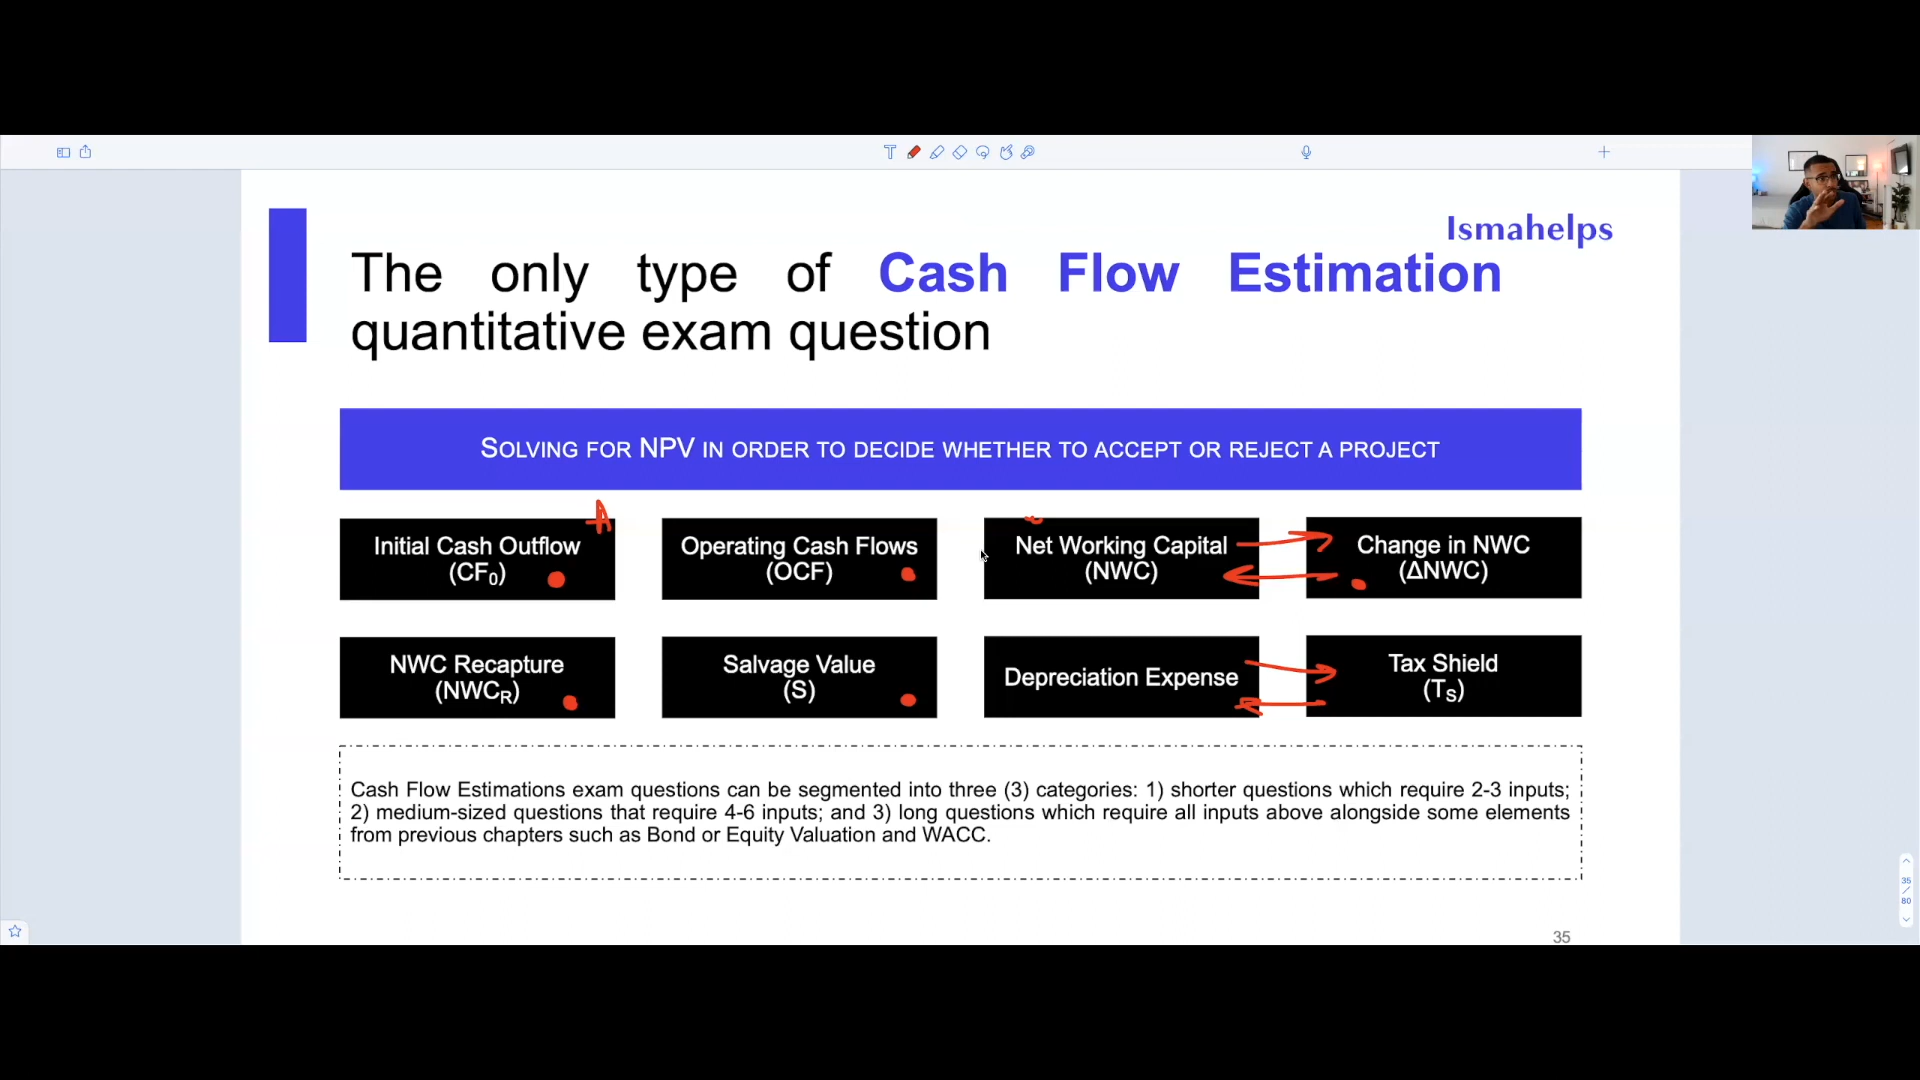 Ismahelps
The only type of Cash Flow Estimation
quantitative exam question
SOLVING FOR NPV IN ORDER TO DECIDE WHETHER TO ACCEPT OR REJECT A PROJECT
Initial Cash Outflow
(CF₀)
Operating Cash Flows
(OCF)
Net Working Capital
(NWC)
Change in NWC
(ΔNWC)
NWC Recapture
(NWC_R)
Salvage Value
(S)
Depreciation Expense
Tax Shield
(T_S)
Cash Flow Estimations exam questions can be segmented into three (3) categories: 1) shorter questions which require 2-3 inputs;
2) medium-sized questions that require 4-6 inputs; and 3) long questions which require all inputs above alongside some elements
from previous chapters such as Bond or Equity Valuation and WACC.
35
/
80
35